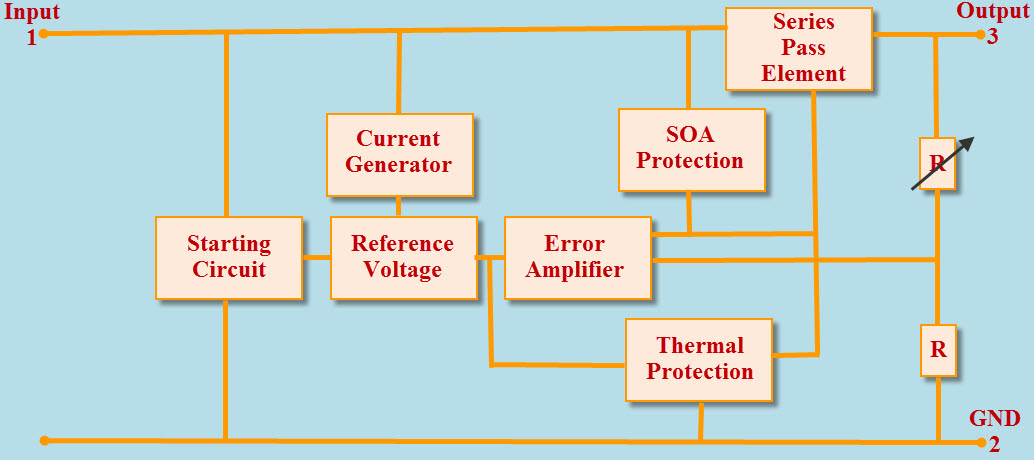 Input
1
Output
3
Series
Pass
Element
Current
Generator
SOA
Protection
R
Starting
Circuit
Reference
Voltage
Error
Amplifier
Thermal
Protection
R
GND
2